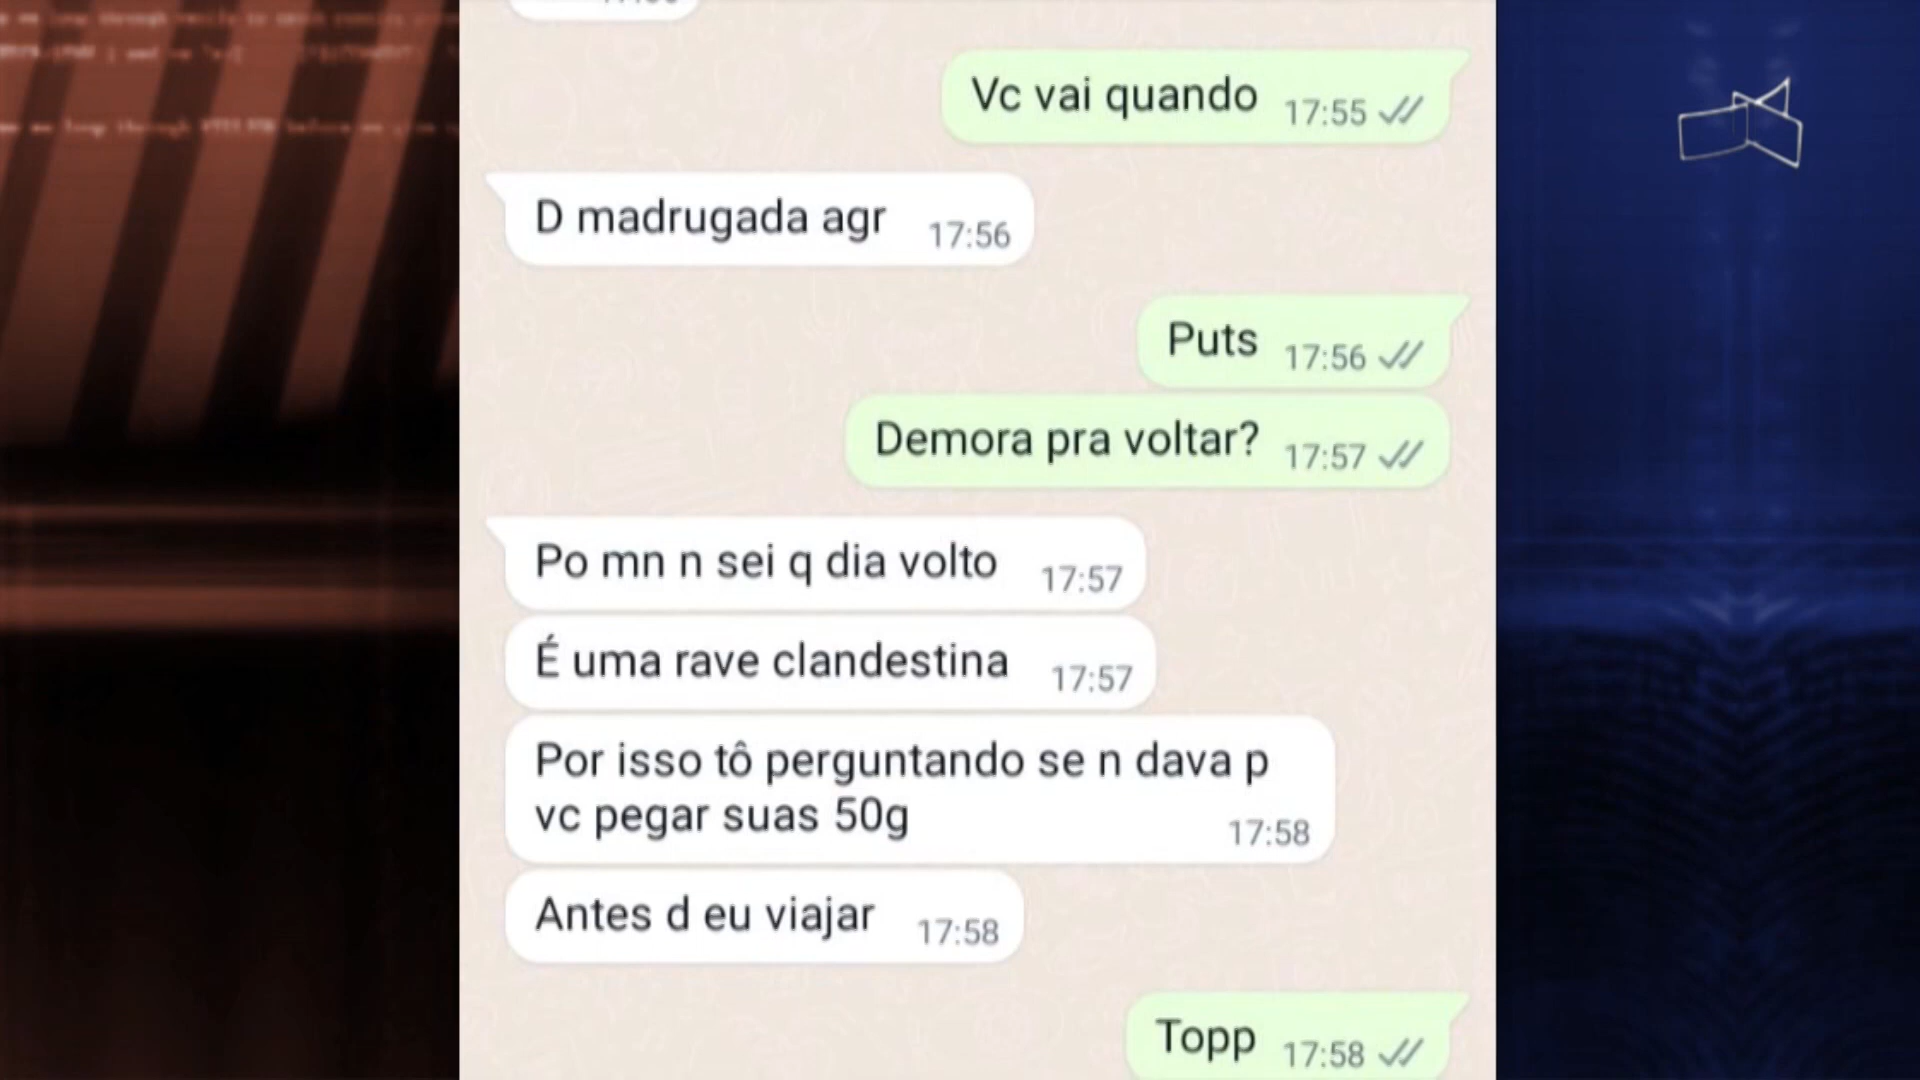 Vc vai quando 17:55
D madrugada agr 17:56
Puts 17:56
Demora pra voltar? 17:57
Po mn n sei q dia volto 17:57
É uma rave clandestina 17:57
Por isso tô perguntando se n dava p
vc pegar suas 50g 17:58
Antes d eu viajar 17:58
Topp 17:58